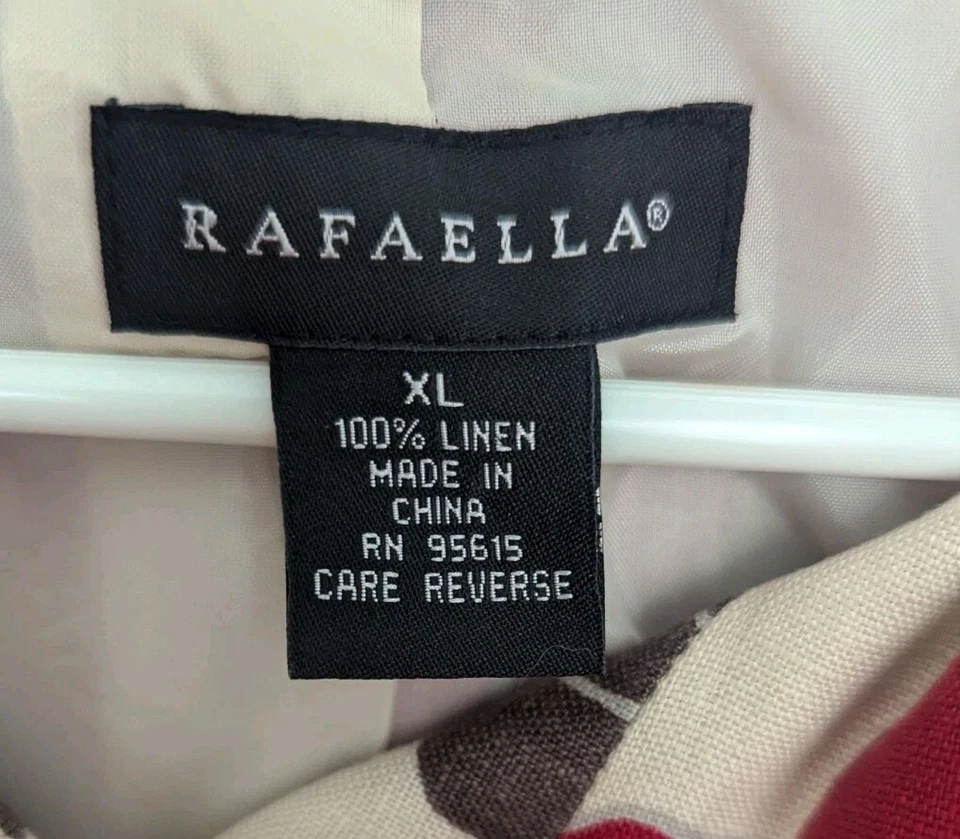 RAFAELLA®
XL
100% LINEN
MADE IN
CHINA
RN 95615
CARE REVERSE